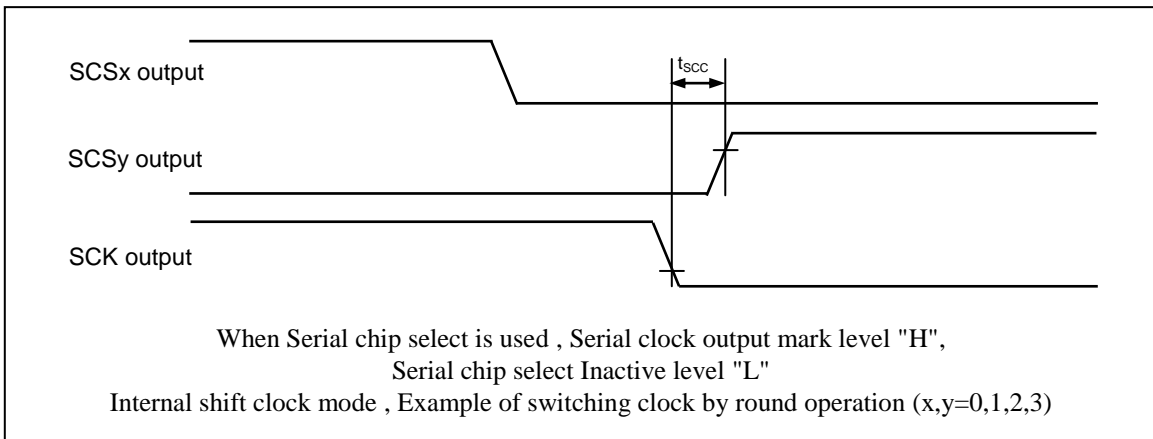 SCSx output
tSCC
SCSy output
SCK output
When Serial chip select is used , Serial clock output mark level "H",
Serial chip select Inactive level "L"
Internal shift clock mode , Example of switching clock by round operation (x,y=0,1,2,3)